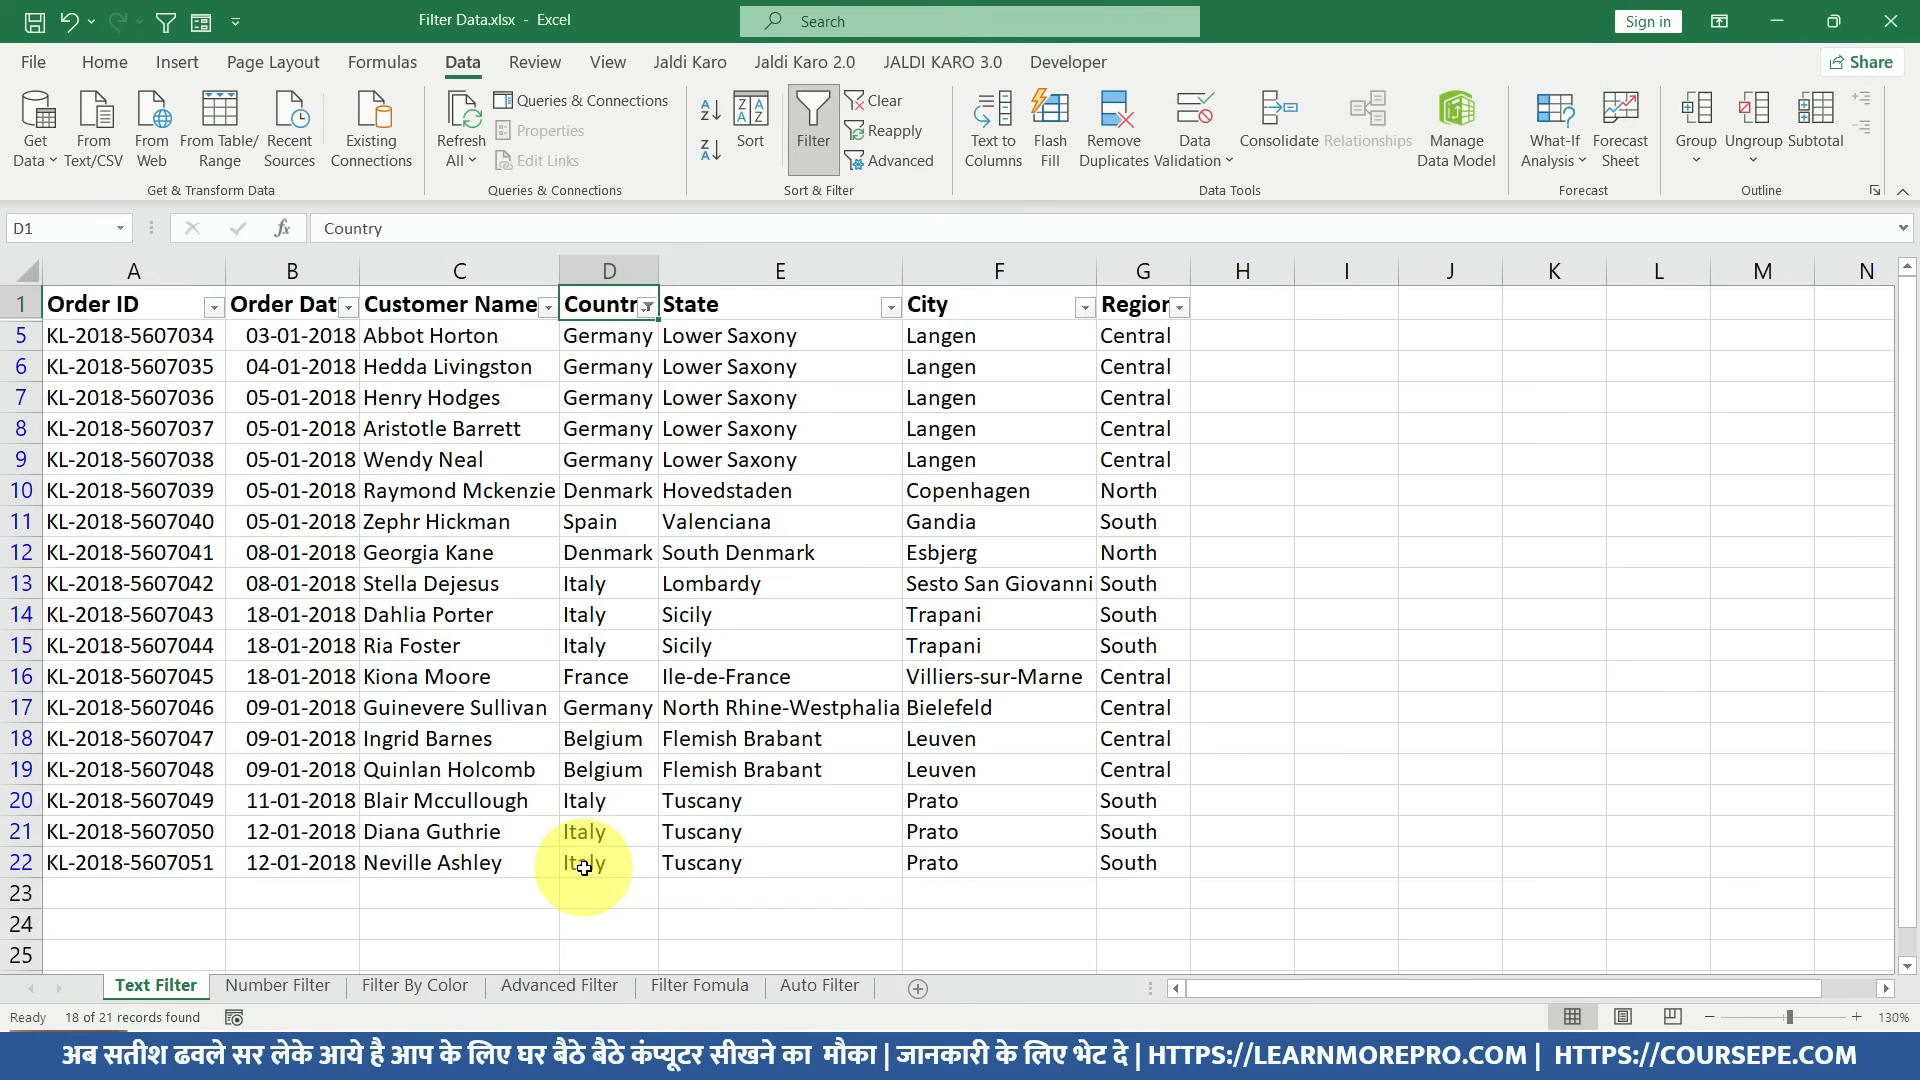 Filter Data.xlsx - Excel
Search
Sign in
File Home Insert Page Layout Formulas Data Review View Jaldi Karo Jaldi Karo 2.0 JALDI KARO 3.0 Developer Share
Get Data
From Text/CSV
From Web
From Table/ Range
Recent Sources
Existing Connections
Get & Transform Data
Refresh All
Queries & Connections
Properties
Edit Links
Queries & Connections
Sort
Filter
Clear
Reapply
Advanced
Sort & Filter
Text to Columns
Flash Fill
Remove Duplicates
Data Validation
Consolidate
Relationships
Manage Data Model
Data Tools
What-If Analysis
Forecast Sheet
Forecast
Group
Ungroup
Subtotal
Outline
D1 fx Country
A B C D E F G H I J K L M N
1 Order ID Order Dat Customer Name Countr State City Region
5 KL-2018-5607034 03-01-2018 Abbot Horton Germany Lower Saxony Langen Central
6 KL-2018-5607035 04-01-2018 Hedda Livingston Germany Lower Saxony Langen Central
7 KL-2018-5607036 05-01-2018 Henry Hodges Germany Lower Saxony Langen Central
8 KL-2018-5607037 05-01-2018 Aristotle Barrett Germany Lower Saxony Langen Central
9 KL-2018-5607038 05-01-2018 Wendy Neal Germany Lower Saxony Langen Central
10 KL-2018-5607039 05-01-2018 Raymond Mckenzie Denmark Hovedstaden Copenhagen North
11 KL-2018-5607040 05-01-2018 Zephr Hickman Spain Valenciana Gandia South
12 KL-2018-5607041 08-01-2018 Georgia Kane Denmark South Denmark Esbjerg North
13 KL-2018-5607042 08-01-2018 Stella Dejesus Italy Lombardy Sesto San Giovanni South
14 KL-2018-5607043 18-01-2018 Dahlia Porter Italy Sicily Trapani South
15 KL-2018-5607044 18-01-2018 Ria Foster Italy Sicily Trapani South
16 KL-2018-5607045 18-01-2018 Kiona Moore France Ile-de-France Villiers-sur-Marne Central
17 KL-2018-5607046 09-01-2018 Guinevere Sullivan Germany North Rhine-Westphalia Bielefeld Central
18 KL-2018-5607047 09-01-2018 Ingrid Barnes Belgium Flemish Brabant Leuven Central
19 KL-2018-5607048 09-01-2018 Quinlan Holcomb Belgium Flemish Brabant Leuven Central
20 KL-2018-5607049 11-01-2018 Blair Mccullough Italy Tuscany Prato South
21 KL-2018-5607050 12-01-2018 Diana Guthrie Italy Tuscany Prato South
22 KL-2018-5607051 12-01-2018 Neville Ashley Italy Tuscany Prato South
23
24
25
Text Filter Number Filter Filter By Color Advanced Filter Filter Fomula Auto Filter
Ready 18 of 21 records found 130%
अब सतीश ढवले सर लेके आये है आप के लिए घर बैठे बैठे कंप्यूटर सीखने का मौका | जानकारी के लिए भेट दे | HTTPS://LEARNMOREPRO.COM | HTTPS://COURSEPE.COM